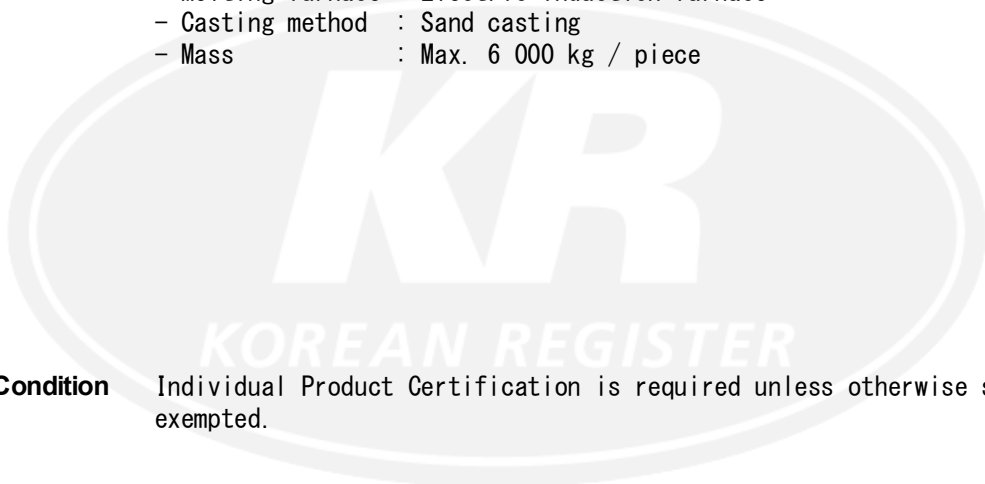 - Casting method : Sand casting
- Mass : Max. 6 000 kg / piece
KR
KOREAN REGISTER
Condition Individual Product Certification is required unless otherwise
exempted.